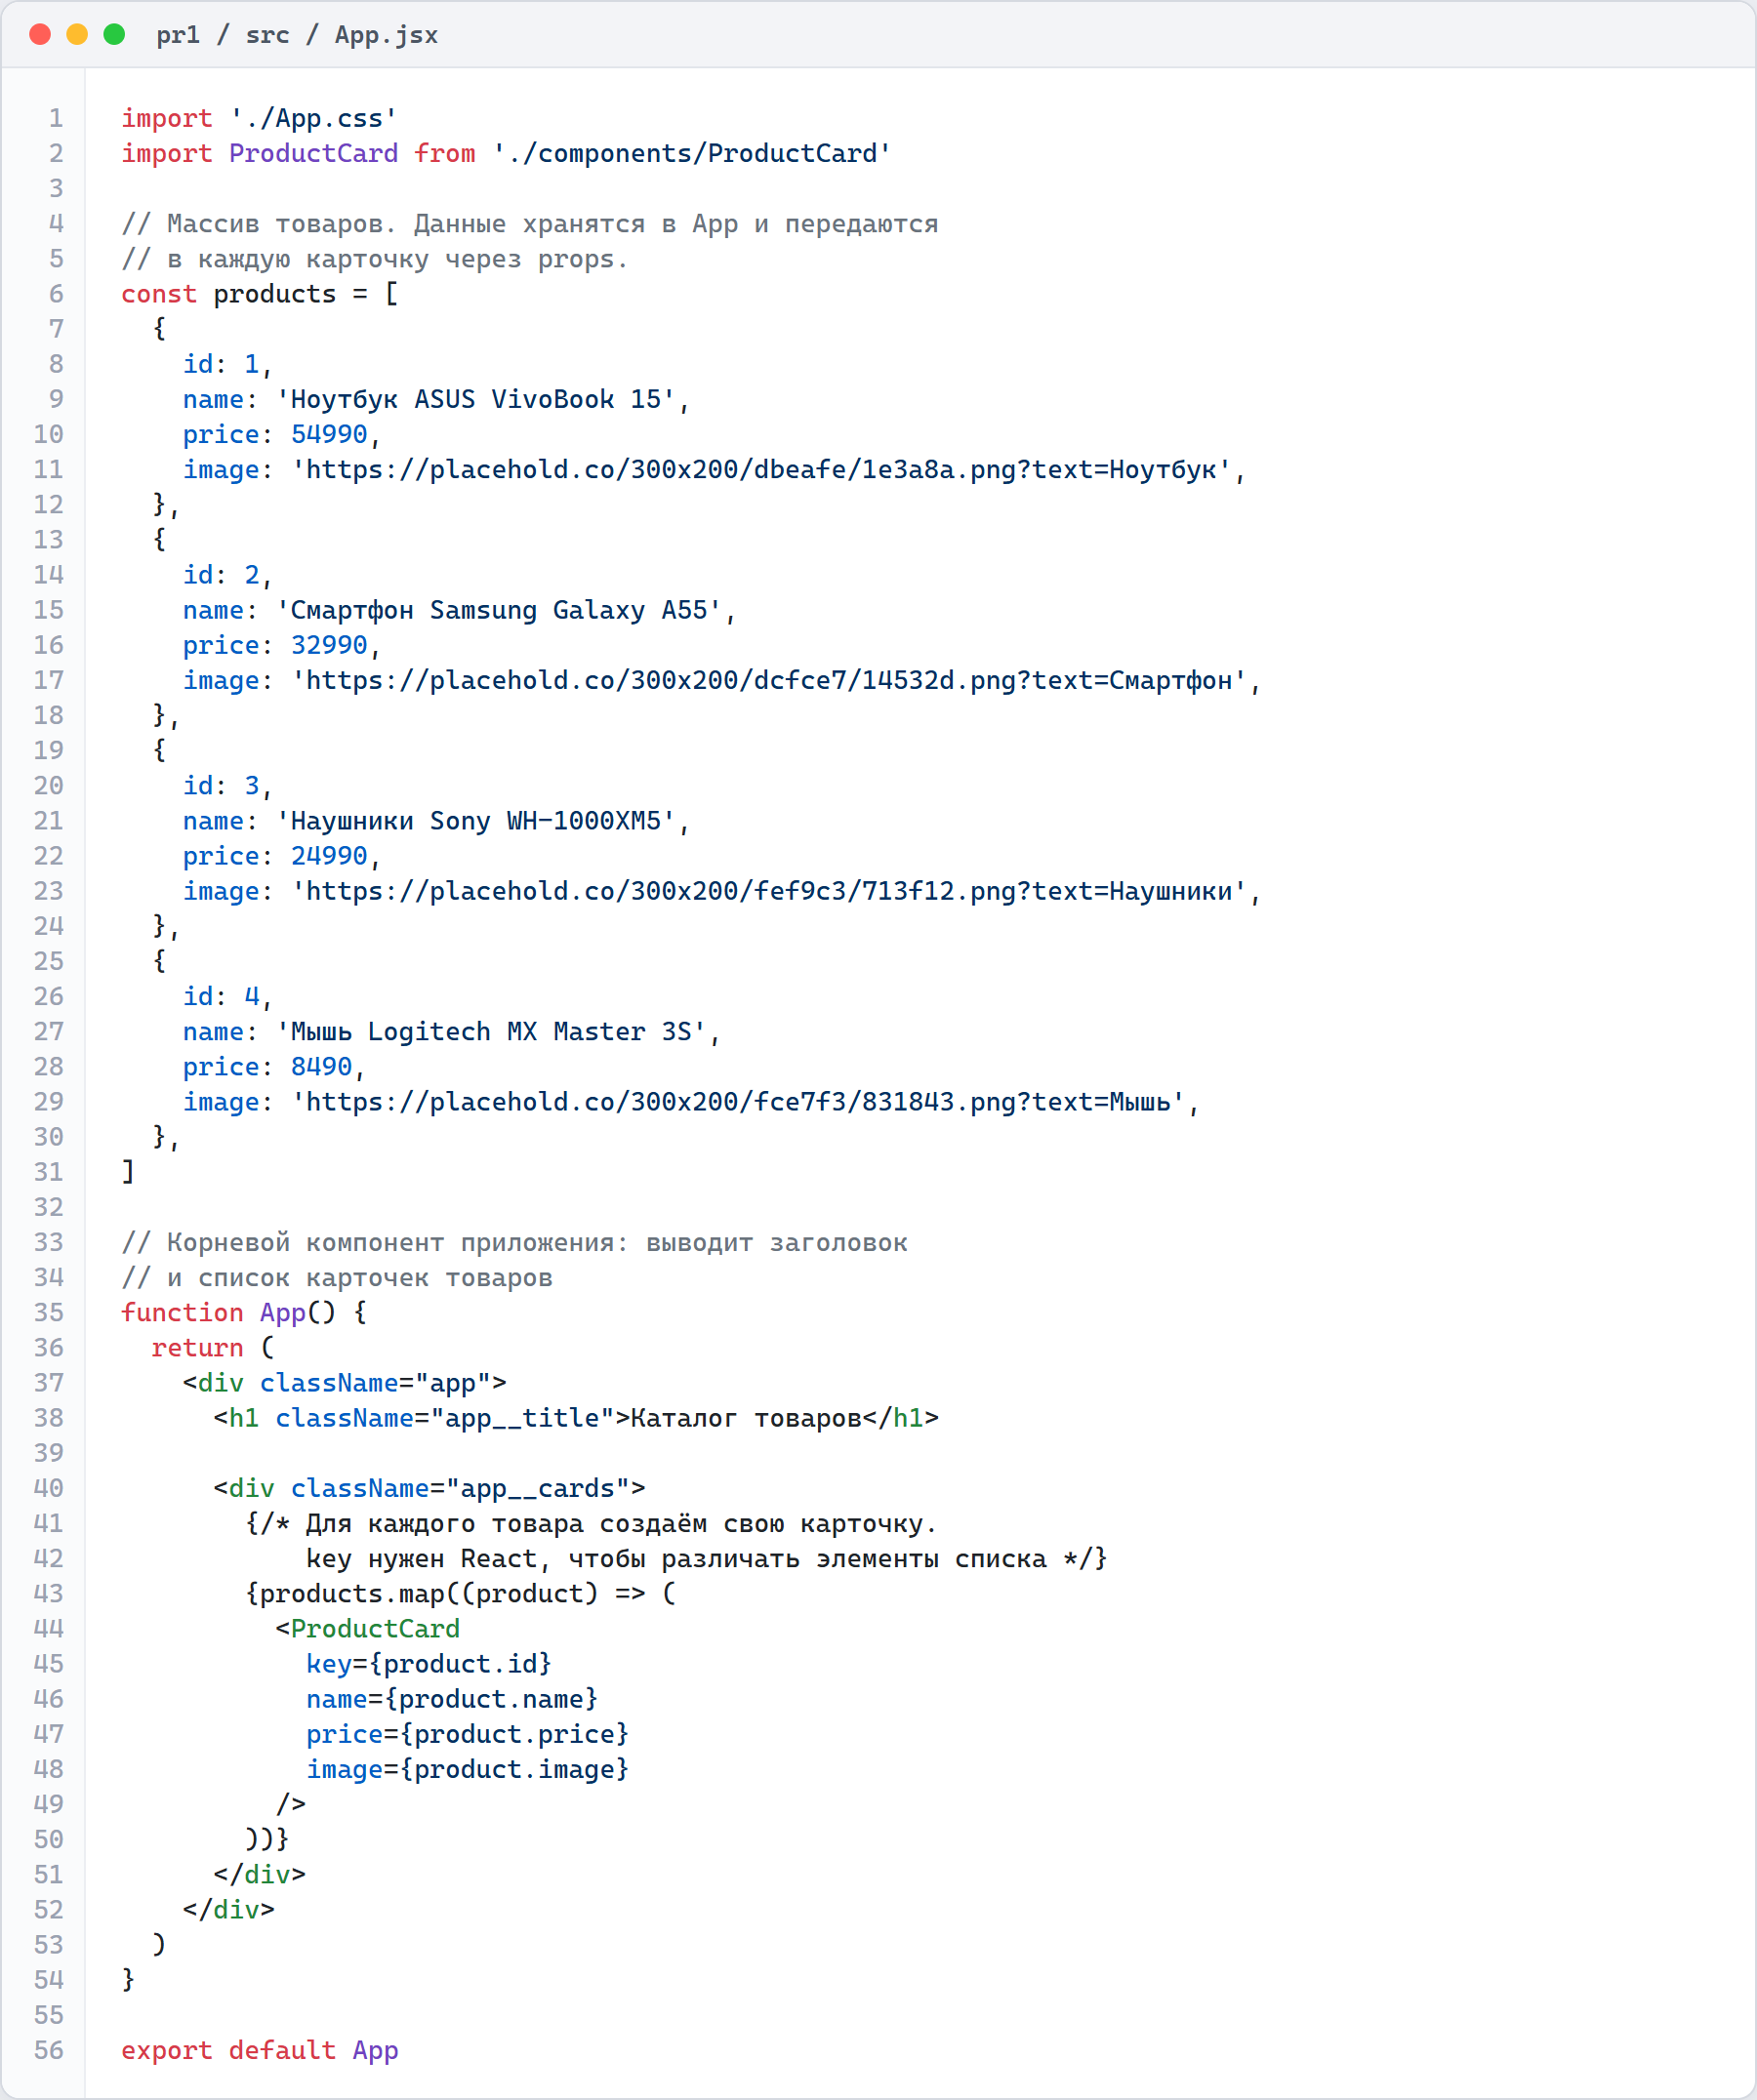 pr1 / src / App.jsx
1 import './App.css'
2 import ProductCard from './components/ProductCard'
3
4 // Массив товаров. Данные хранятся в App и передаются
5 // в каждую карточку через props.
6 const products = [
7   {
8     id: 1,
9     name: 'Ноутбук ASUS VivoBook 15',
10     price: 54990,
11     image: 'https://placehold.co/300x200/dbeafe/1e3a8a.png?text=Ноутбук',
12   },
13   {
14     id: 2,
15     name: 'Смартфон Samsung Galaxy A55',
16     price: 32990,
17     image: 'https://placehold.co/300x200/dcfce7/14532d.png?text=Смартфон',
18   },
19   {
20     id: 3,
21     name: 'Наушники Sony WH-1000XM5',
22     price: 24990,
23     image: 'https://placehold.co/300x200/fef9c3/713f12.png?text=Наушники',
24   },
25   {
26     id: 4,
27     name: 'Мышь Logitech MX Master 3S',
28     price: 8490,
29     image: 'https://placehold.co/300x200/fce7f3/831843.png?text=Мышь',
30   },
31 ]
32
33 // Корневой компонент приложения: выводит заголовок
34 // и список карточек товаров
35 function App() {
36   return (
37     <div className="app">
38       <h1 className="app__title">Каталог товаров</h1>
39
40       <div className="app__cards">
41         {/* Для каждого товара создаём свою карточку.
42             key нужен React, чтобы различать элементы списка */}
43         {products.map((product) => (
44           <ProductCard
45             key={product.id}
46             name={product.name}
47             price={product.price}
48             image={product.image}
49           />
50         ))}
51       </div>
52     </div>
53   )
54 }
55
56 export default App